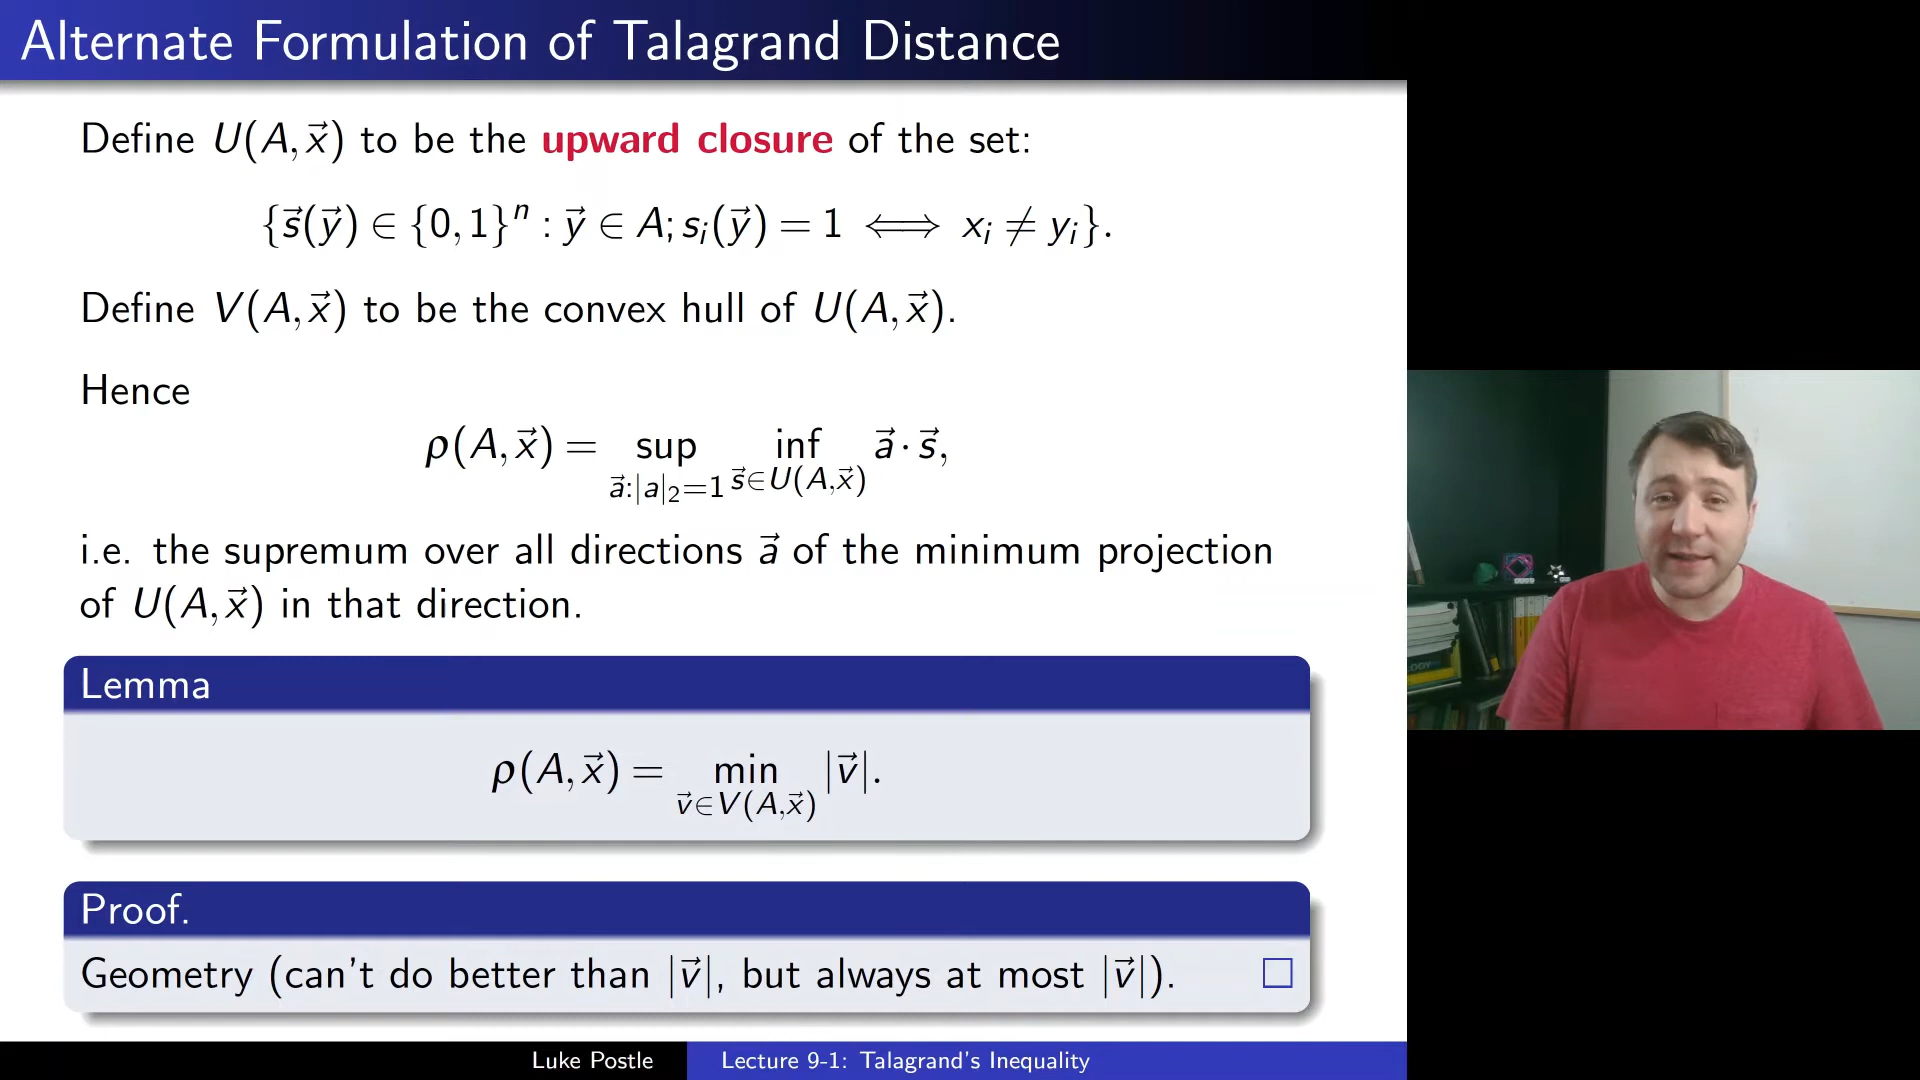 Alternate Formulation of Talagrand Distance
Define U(A, x⃗) to be the upward closure of the set:
{s⃗(y⃗) ∈ {0, 1}ⁿ : y⃗ ∈ A; sᵢ(y⃗) = 1 ⟺ xᵢ ≠ yᵢ}.
Define V(A, x⃗) to be the convex hull of U(A, x⃗).
Hence
ρ(A, x⃗) = sup inf a⃗ · s⃗,
a⃗:|a|₂=1 s⃗∈U(A,x⃗)
i.e. the supremum over all directions a⃗ of the minimum projection
of U(A, x⃗) in that direction.
Lemma
ρ(A, x⃗) = min |v⃗|.
v⃗∈V(A,x⃗)
Proof.
Geometry (can't do better than |v⃗|, but always at most |v⃗|). □
Luke Postle Lecture 9-1: Talagrand's Inequality